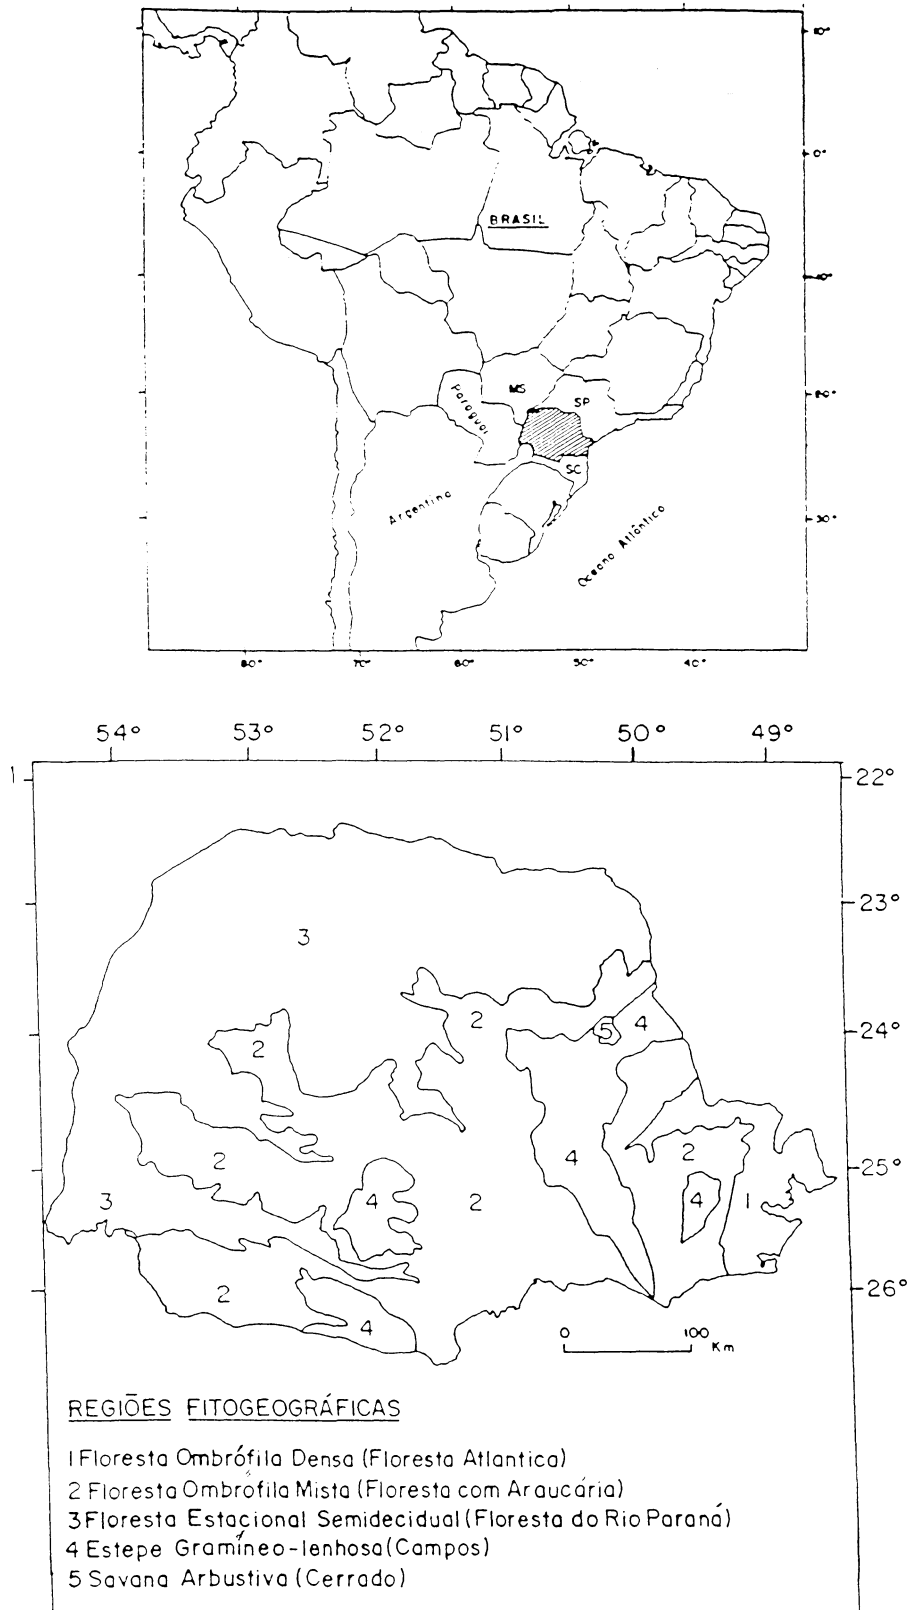 10°
0°
BRASIL
10°
MS
20°
SP
Paraguai
SC
Argentina
30°
Oceano Atlântico
80° 70° 60° 50° 40°
54° 53° 52° 51° 50° 49°
1
22°
23°
3
2
5 4
24°
2
2
4
2
25°
3
4
2
4
1
2
26°
4
0 100
Km
REGIÕES FITOGEOGRÁFICAS
1 Floresta Ombrófila Densa (Floresta Atlantica)
2 Floresta Ombrófila Mista (Floresta com Araucária)
3 Floresta Estacional Semidecidual (Floresta do Rio Paraná)
4 Estepe Gramíneo-lenhosa (Campos)
5 Savana Arbustiva (Cerrado)